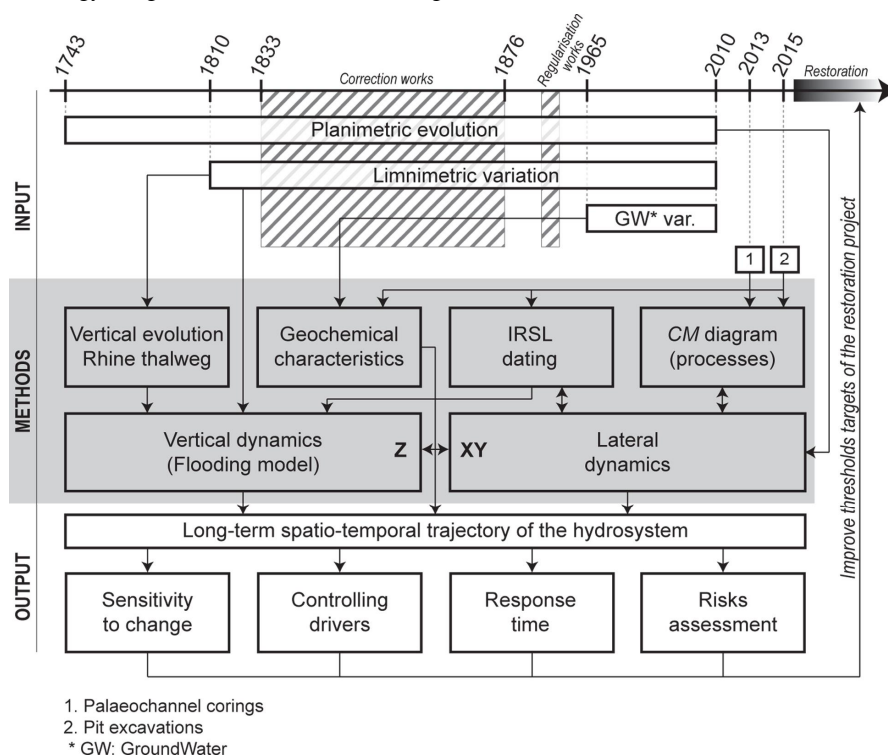 1743
1810
1833
Correction works
1876
Regularisation
works
1965
2010
2013
2015
Restoration
INPUT
Planimetric evolution
Limnimetric variation
GW* var.
1
2
METHODS
Vertical evolution
Rhine thalweg
Geochemical
characteristics
IRSL
dating
CM diagram
(processes)
Vertical dynamics
(Flooding model)
Z
XY
Lateral
dynamics
OUTPUT
Long-term spatio-temporal trajectory of the hydrosystem
Sensitivity
to change
Controlling
drivers
Response
time
Risks
assessment
Improve thresholds targets of the restoration project
1. Palaeochannel corings
2. Pit excavations
* GW: GroundWater